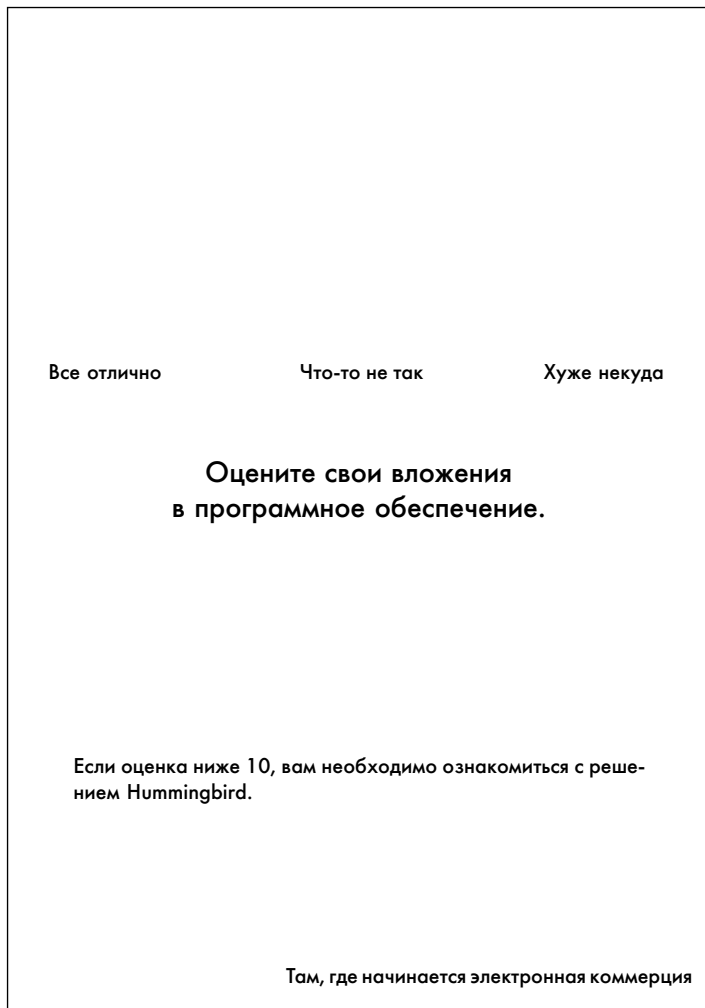 Все отлично Что-то не так Хуже некуда
Оцените свои вложения
в программное обеспечение.
Если оценка ниже 10, вам необходимо ознакомиться с реше-
нием Hummingbird.
Там, где начинается электронная коммерция